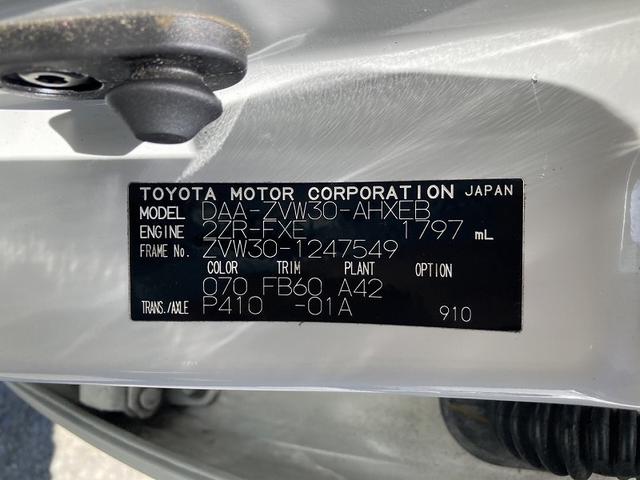 TOYOTA MOTOR CORPORATION JAPAN
MODEL DAA-ZVW30-AHXEB
ENGINE 2ZR-FXE 1797 mL
FRAME No. ZVW30-1247549
COLOR TRIM PLANT OPTION
070 FB60 A42
TRANS./AXLE P410 -01A 910